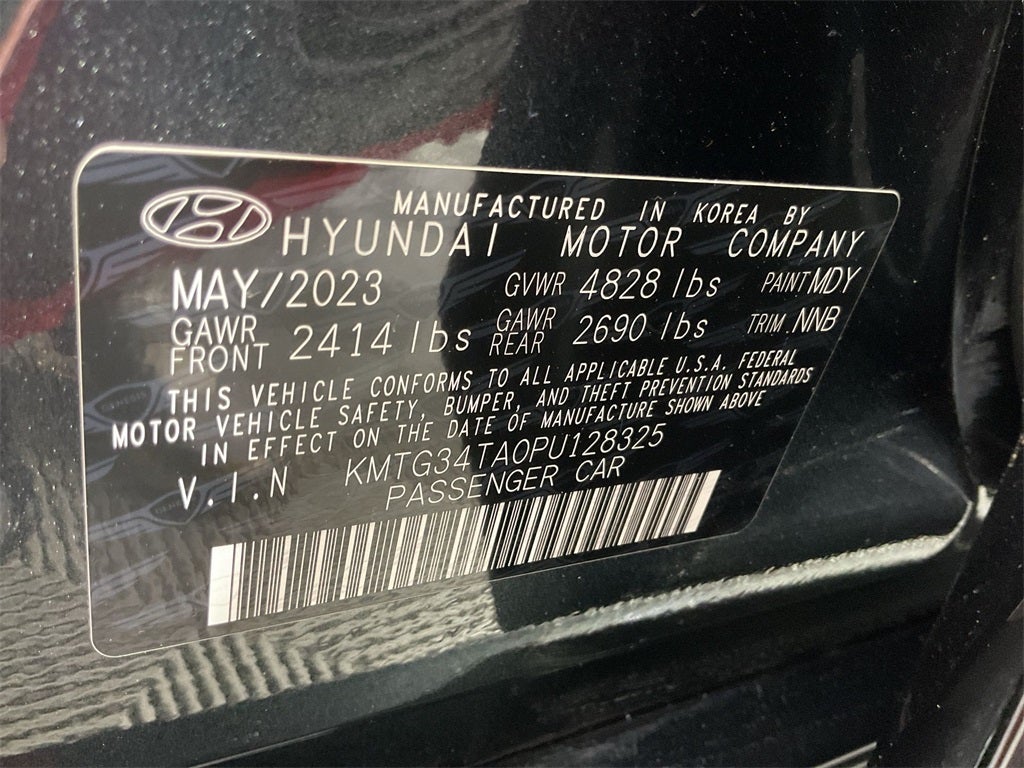 MANUFACTURED IN KOREA BY
HYUNDAI MOTOR COMPANY
MAY/2023 GVWR 4828 lbs PAINT MDY
GAWR FRONT 2414 lbs GAWR REAR 2690 lbs TRIM. NNB
THIS VEHICLE CONFORMS TO ALL APPLICABLE U.S.A. FEDERAL
MOTOR VEHICLE SAFETY, BUMPER, AND THEFT PREVENTION STANDARDS
IN EFFECT ON THE DATE OF MANUFACTURE SHOWN ABOVE
V.I.N KMTG34TA0PU128325
PASSENGER CAR